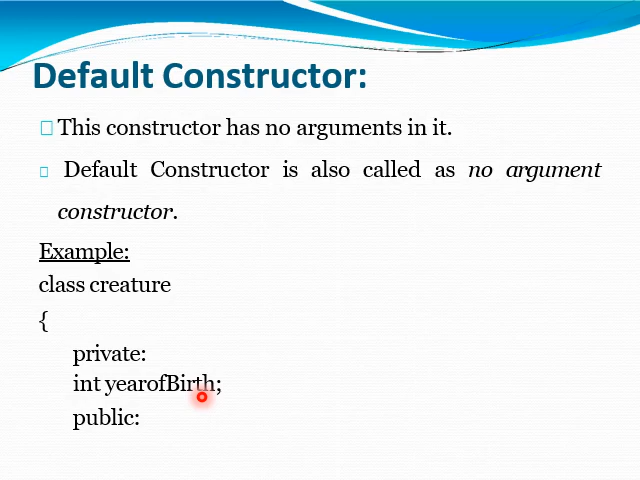 Default Constructor:
This constructor has no arguments in it.
Default Constructor is also called as no argument
constructor.
Example:
class creature
{
private:
int yearofBirth;
public: